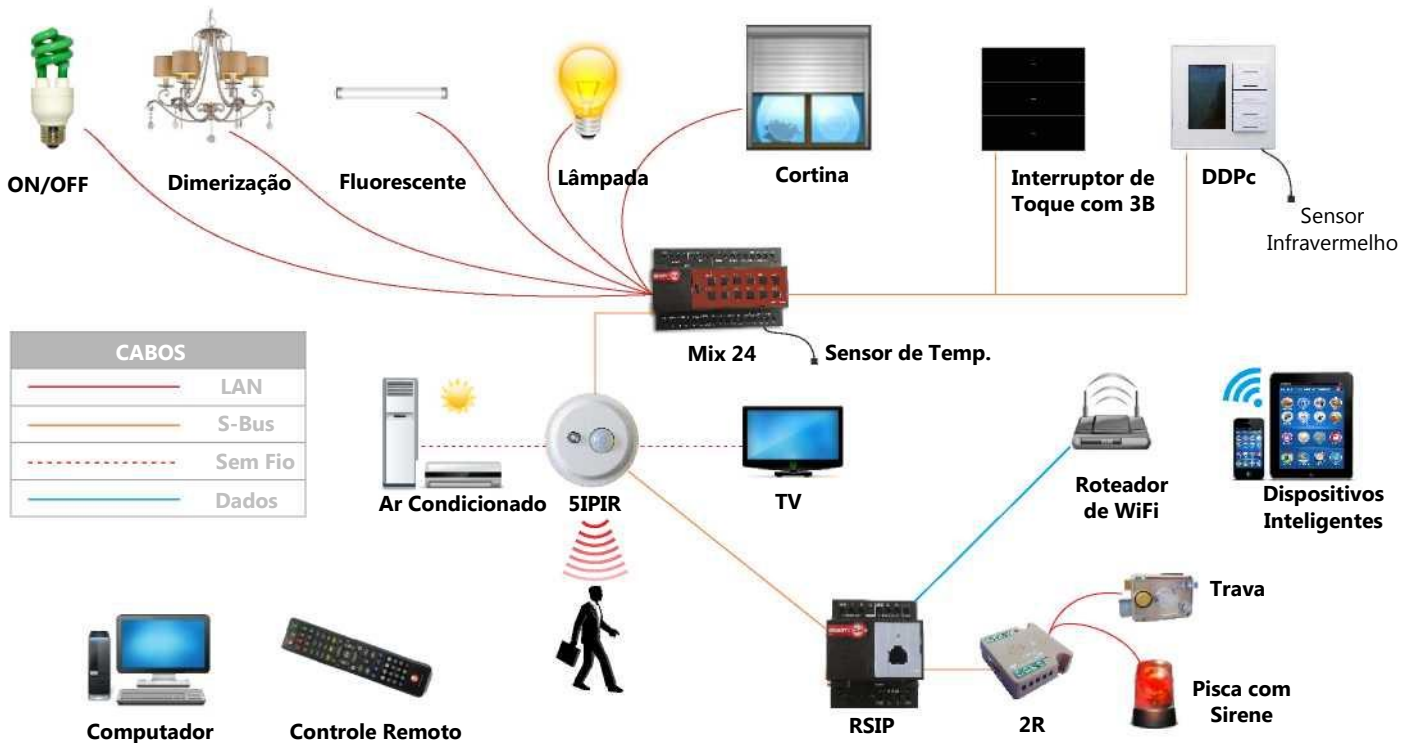 ON/OFF
Dimerização
Fluorescente
Lâmpada
Cortina
Interruptor de
Toque com 3B
DDPc
Sensor
Infravermelho
Mix 24
Sensor de Temp.
CABOS
LAN
S-Bus
Sem Fio
Dados
Ar Condicionado
5IPIR
TV
Roteador
de WiFi
Dispositivos
Inteligentes
Trava
Computador
Controle Remoto
RSIP
2R
Pisca com
Sirene